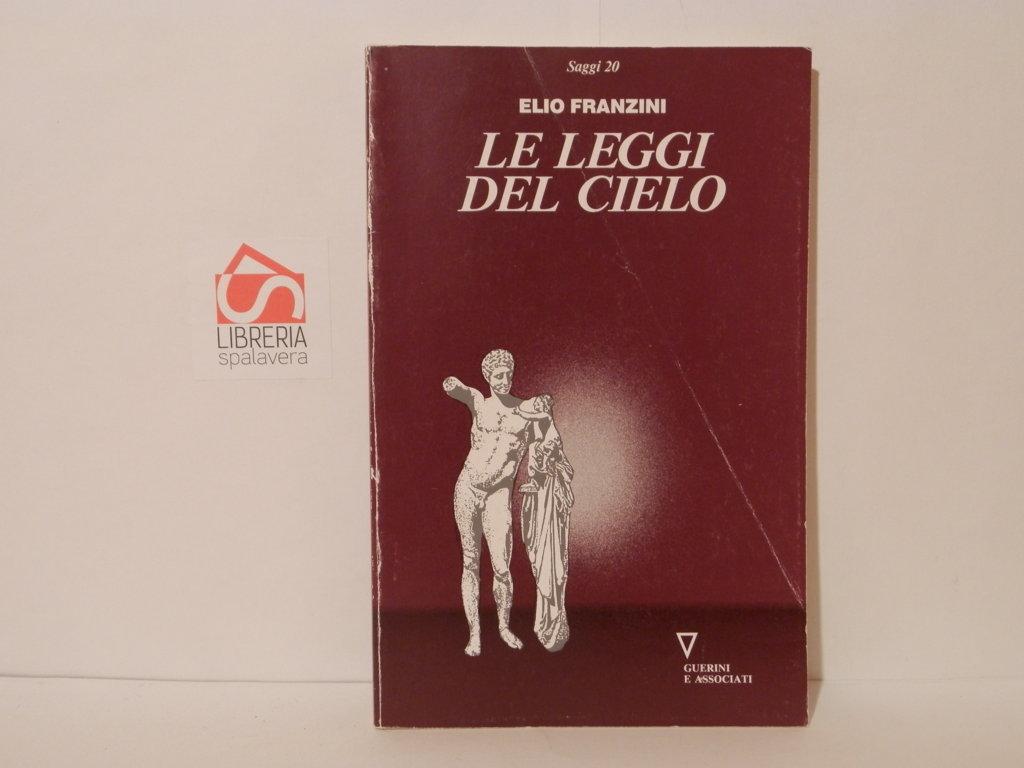 Saggi 20
ELIO FRANZINI
LE LEGGI
DEL CIELO
LIBRERIA
spalavera
GUERINI
E ASSOCIATI